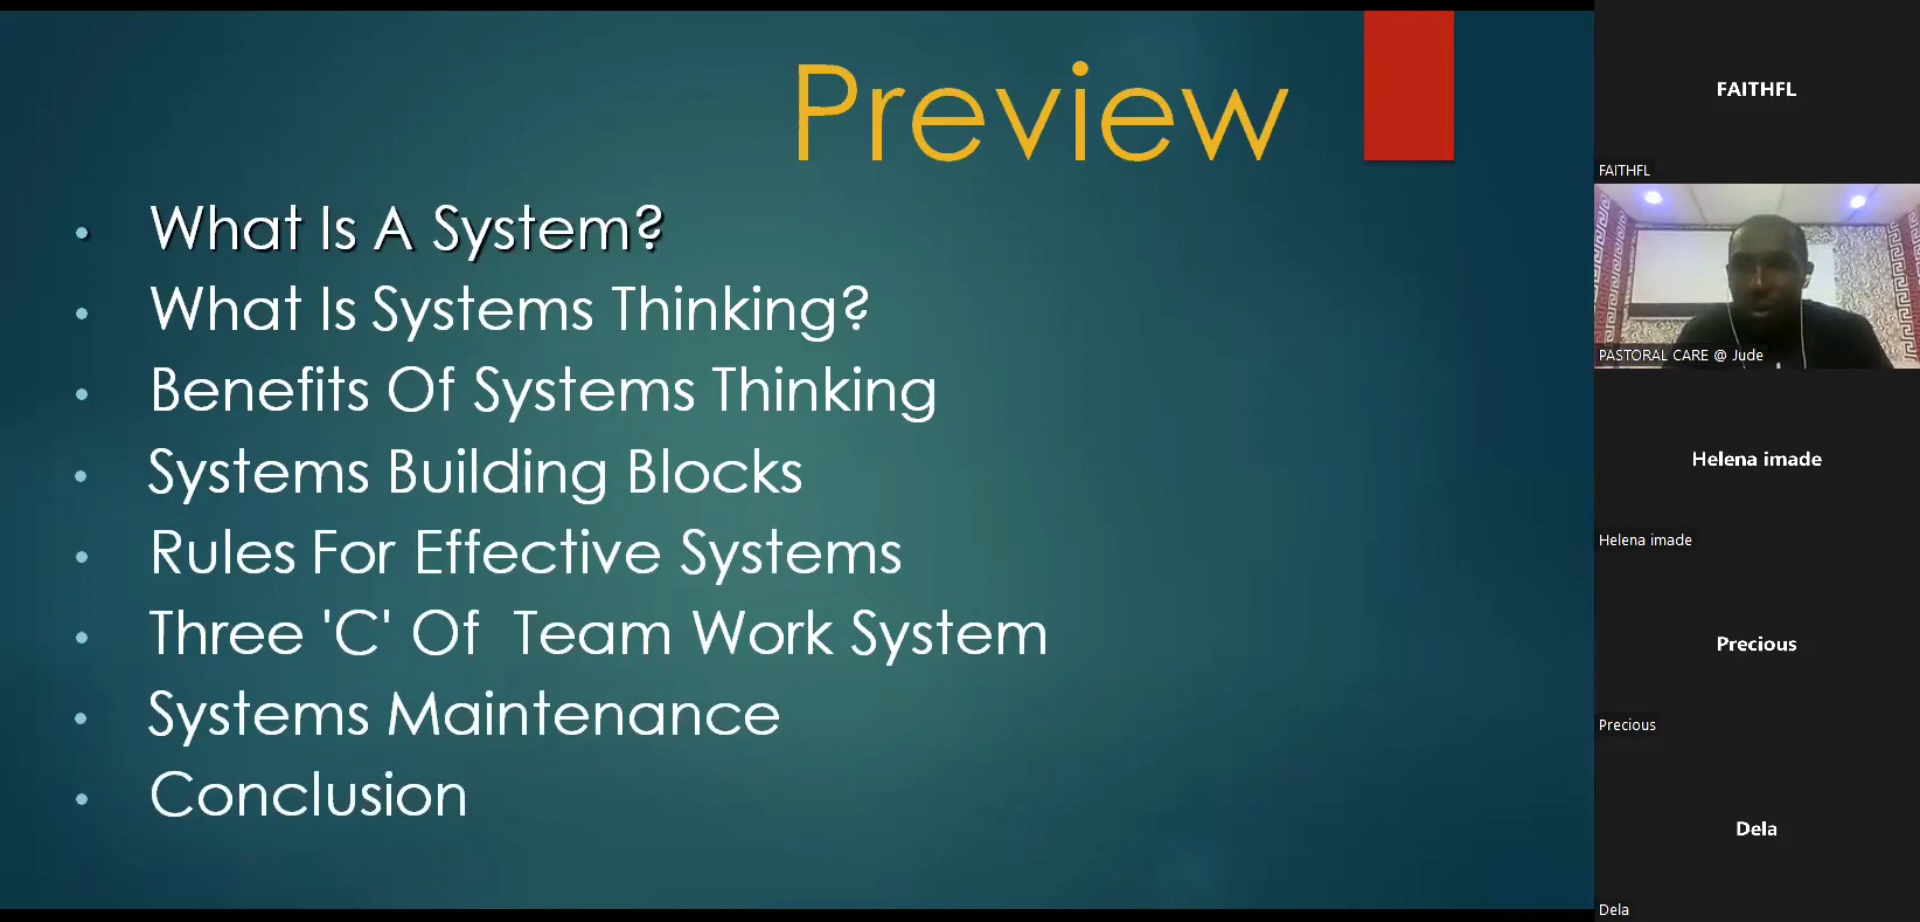 Preview
• What Is A System?
• What Is Systems Thinking?
• Benefits Of Systems Thinking
• Systems Building Blocks
• Rules For Effective Systems
• Three 'C' Of  Team Work System
• Systems Maintenance
• Conclusion
FAITHFL
FAITHFL
PASTORAL CARE @ Jude
Helena imade
Helena imade
Precious
Precious
Dela
Dela